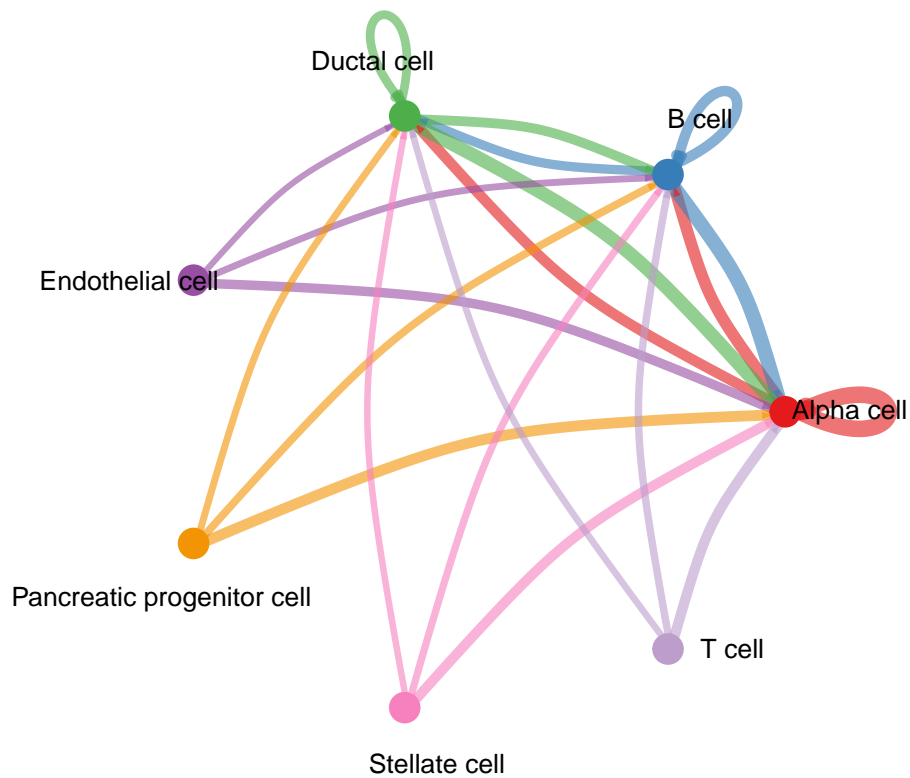 Ductal cell
B cell
Endothelial cell
Alpha cell
Pancreatic progenitor cell
T cell
Stellate cell